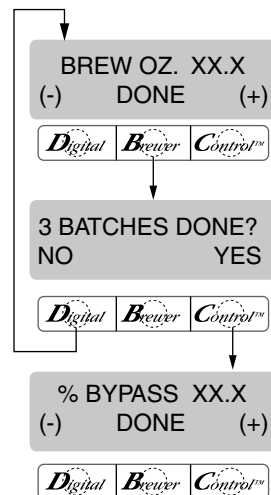 BREW OZ. XX.X
(-) DONE (+)
Digital Brewer Control™
3 BATCHES DONE?
NO YES
Digital Brewer Control™
% BYPASS XX.X
(-) DONE (+)
Digital Brewer Control™